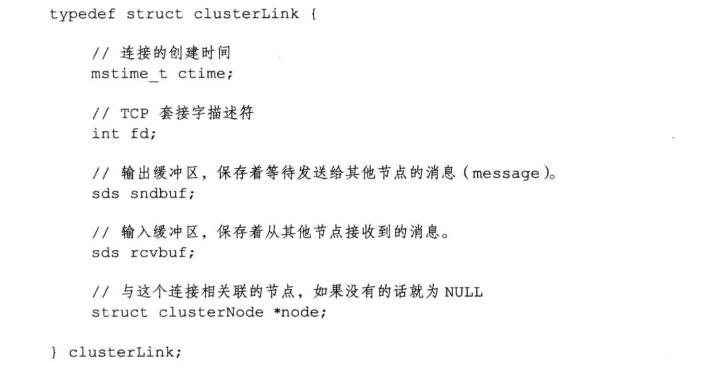 typedef struct clusterLink {
// 连接的创建时间
mstime_t ctime;
// TCP 套接字描述符
int fd;
// 输出缓冲区，保存着等待发送给其他节点的消息（message）。
sds sndbuf;
// 输入缓冲区，保存着从其他节点接收到的消息。
sds rcvbuf;
// 与这个连接相关联的节点，如果没有的话就为 NULL
struct clusterNode *node;
} clusterLink;